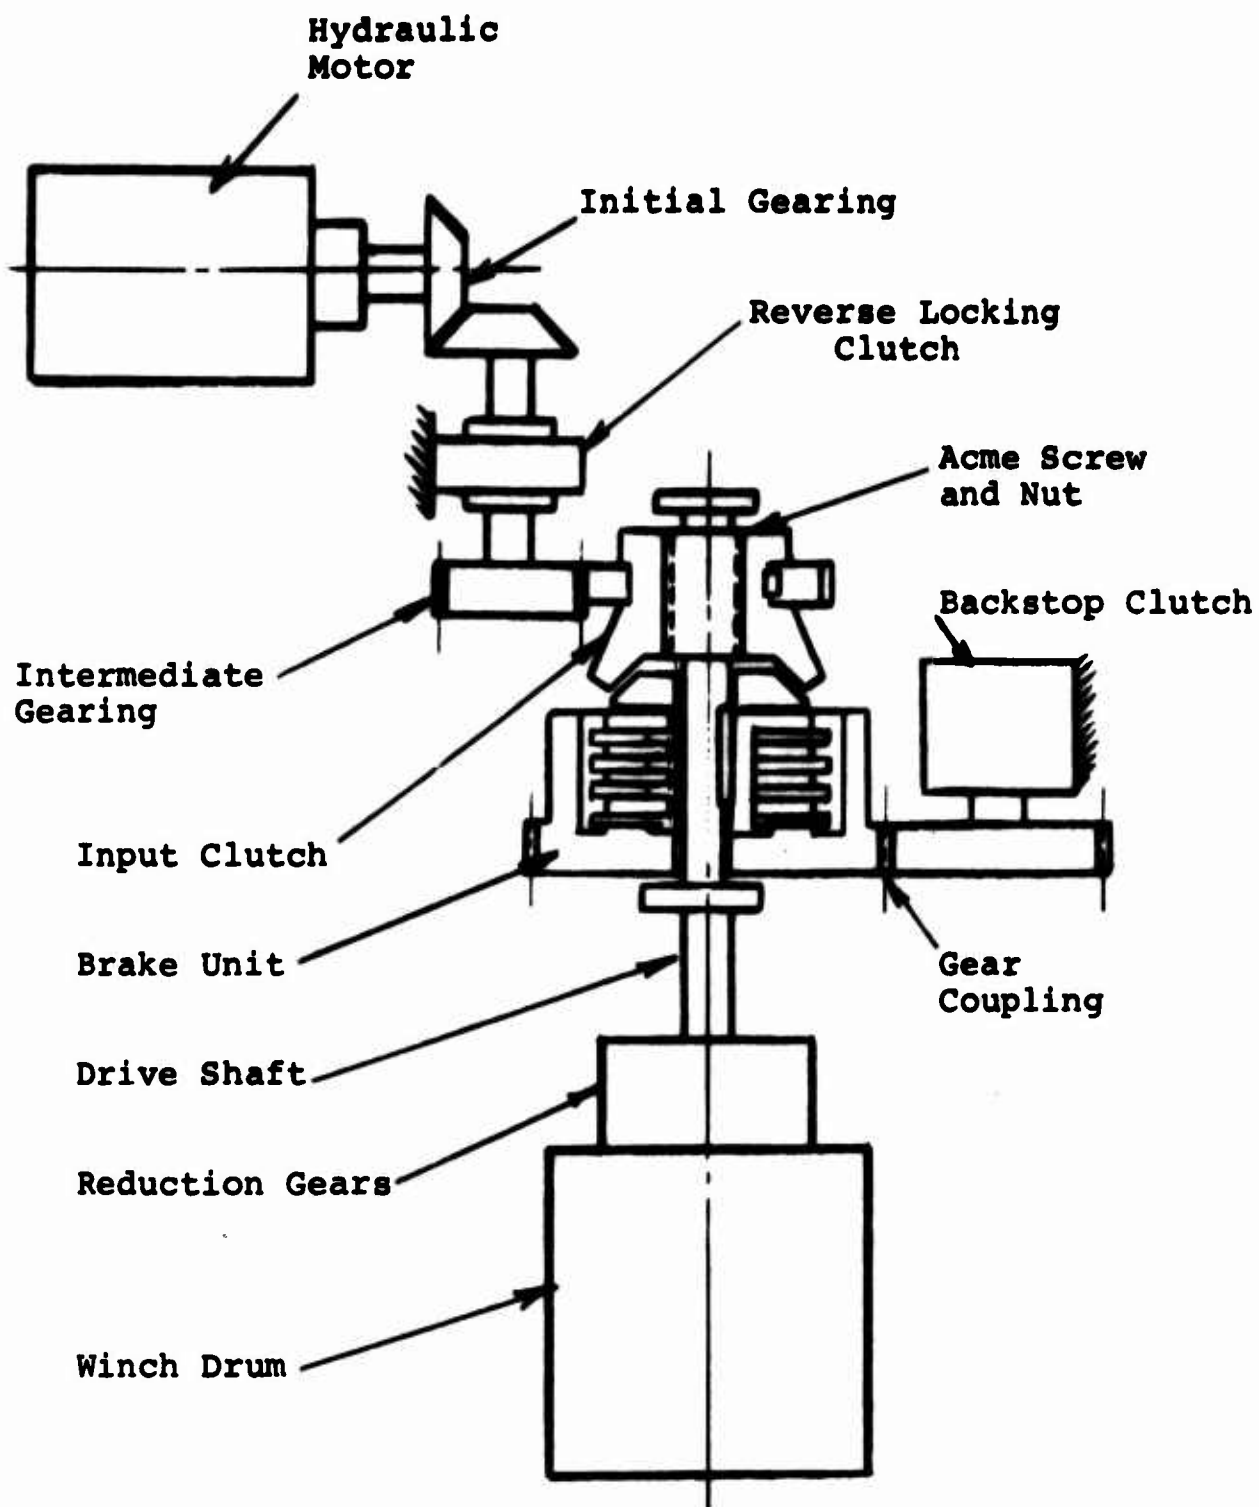 Hydraulic
Motor
Initial Gearing
Reverse Locking
Clutch
Acme Screw
and Nut
Backstop Clutch
Intermediate
Gearing
Input Clutch
Brake Unit
Gear
Coupling
Drive Shaft
Reduction Gears
Winch Drum